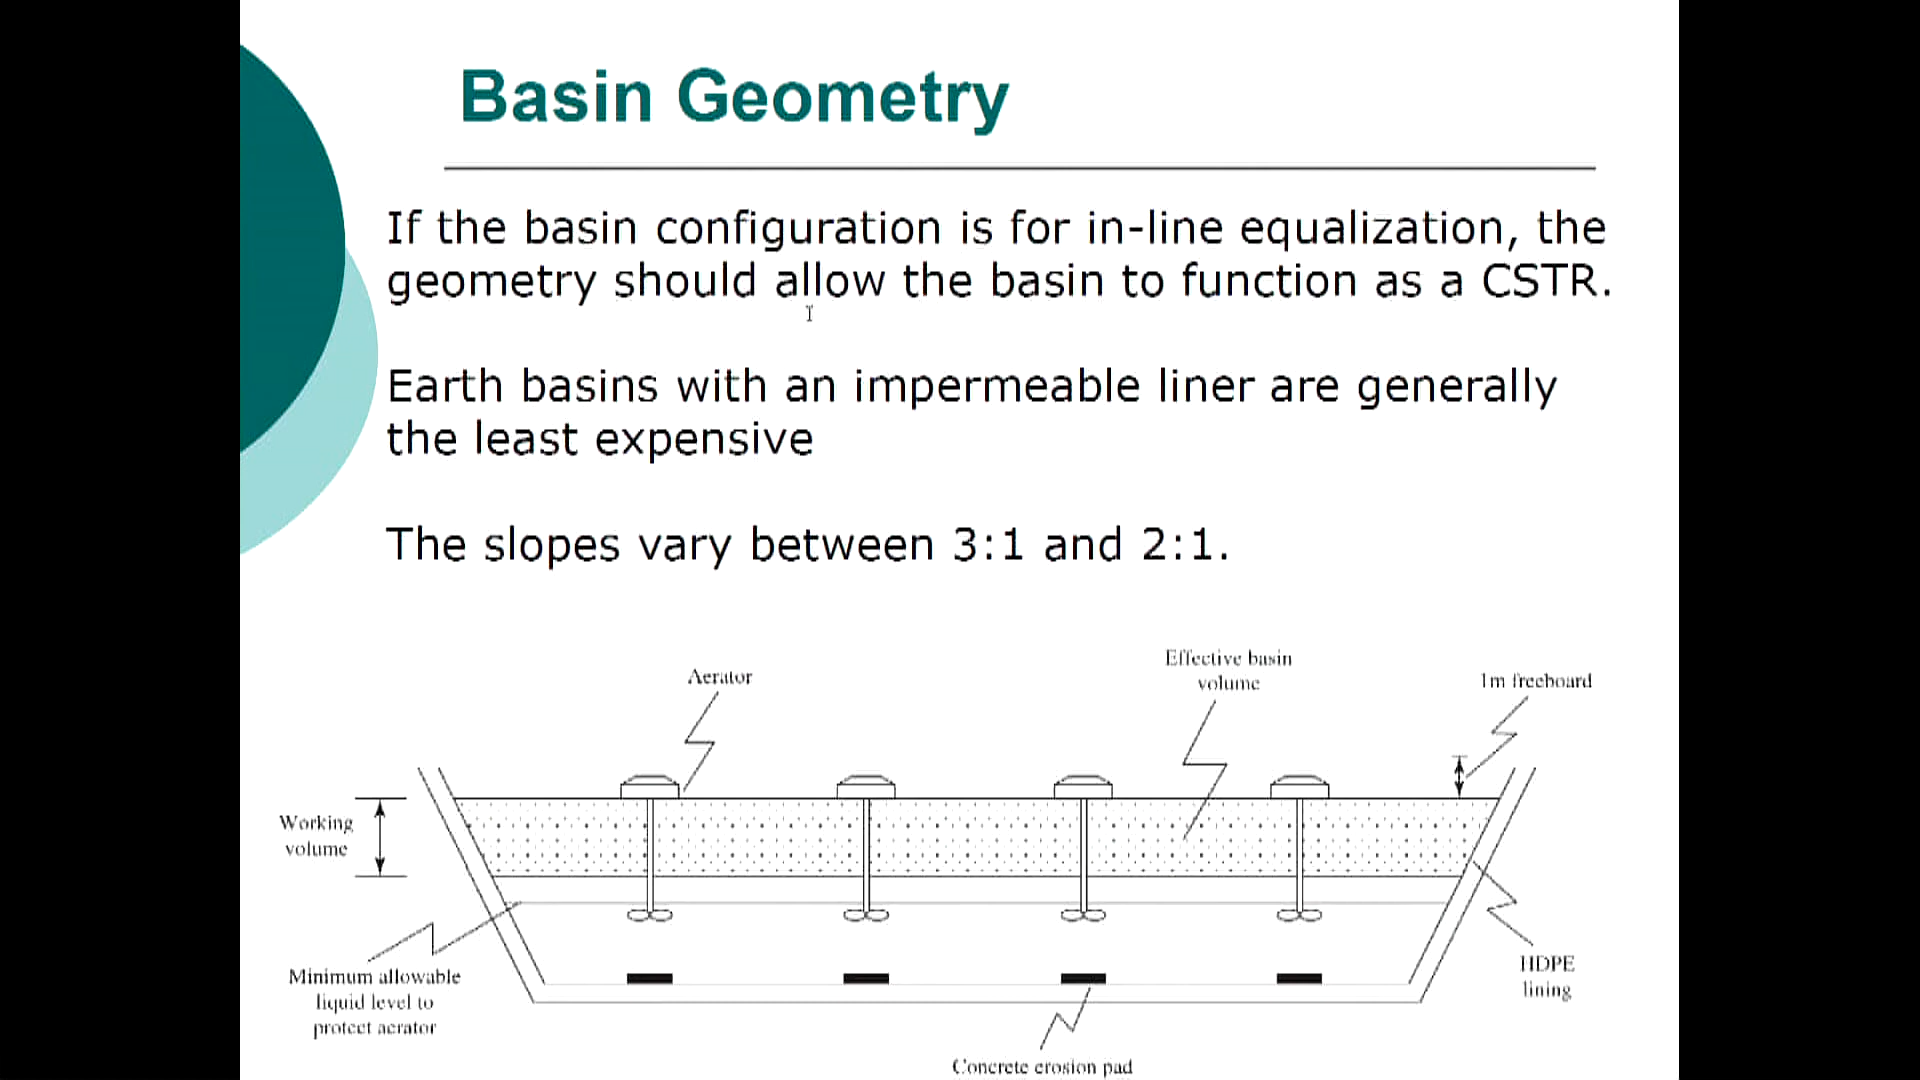 Basin Geometry
If the basin configuration is for in-line equalization, the
geometry should allow the basin to function as a CSTR.
Earth basins with an impermeable liner are generally
the least expensive
The slopes vary between 3:1 and 2:1.
Aerator
Effective basin
volume
1m freeboard
Working
volume
Minimum allowable
liquid level to
protect aerator
HDPE
lining
Concrete erosion pad